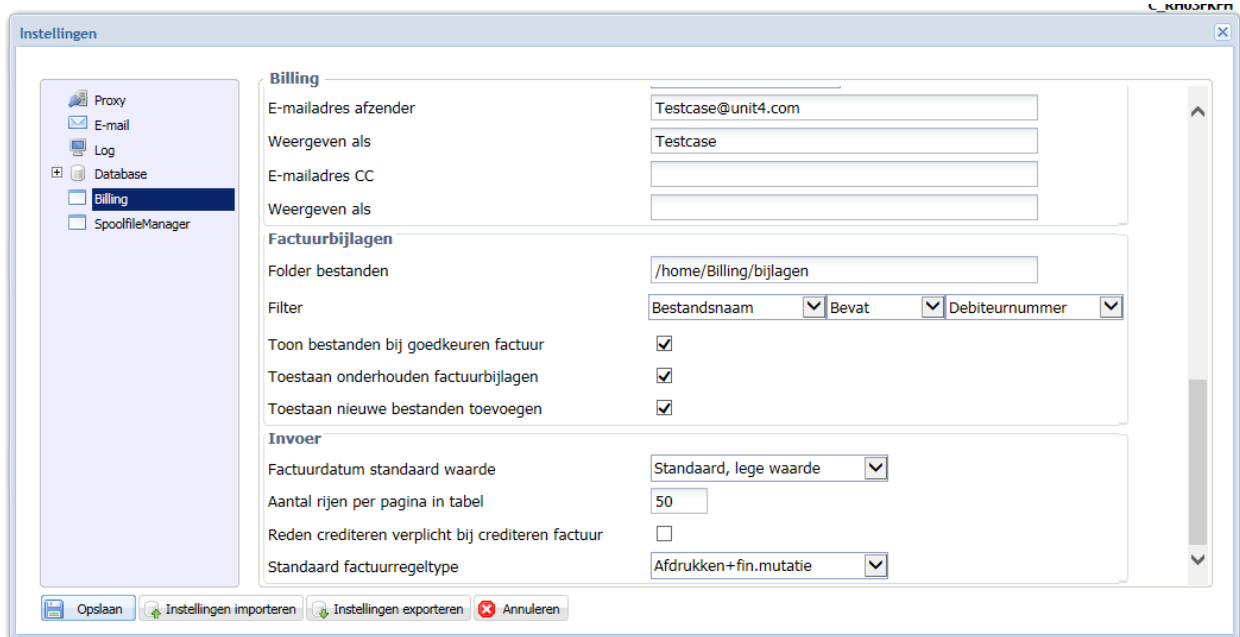 Instellingen
Proxy
E-mail
Log
Database
Billing
SpoolfileManager
Billing
E-mailadres afzender Testcase@unit4.com
Weergeven als Testcase
E-mailadres CC
Weergeven als
Factuurbijlagen
Folder bestanden /home/Billing/bijlagen
Filter Bestandsnaam Bevat Debiteurnummer
Toon bestanden bij goedkeuren factuur
Toestaan onderhouden factuurbijlagen
Toestaan nieuwe bestanden toevoegen
Invoer
Factuurdatum standaard waarde Standaard, lege waarde
Aantal rijen per pagina in tabel 50
Reden crediteren verplicht bij crediteren factuur
Standaard factuurregeltype Afdrukken+fin.mutatie
Opslaan Instellingen importeren Instellingen exporteren Annuleren